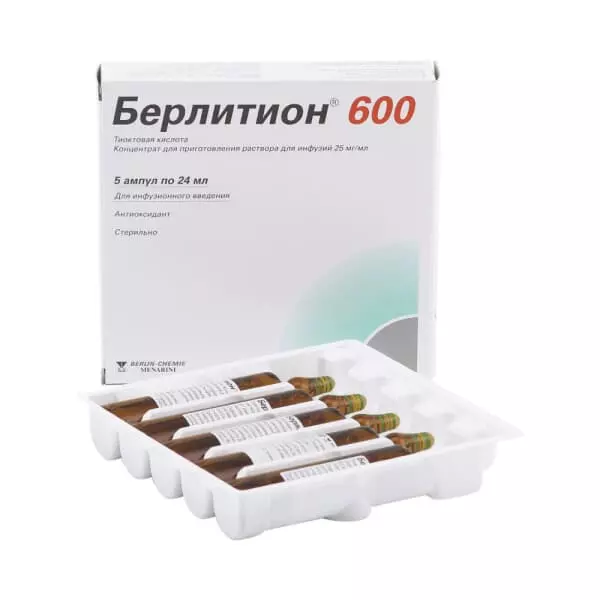 Берлитион® 600
Тиоктовая кислота
Концентрат для приготовления раствора для инфузий 25 мг/мл
5 ампул по 24 мл
Для инфузионного введения
Антиоксидант
Стерильно
BERLIN-CHEMIE
MENARINI